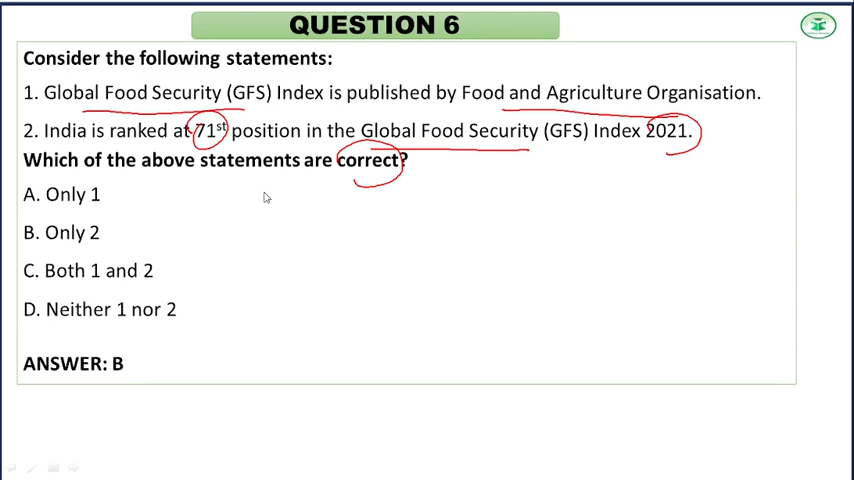 QUESTION 6
Consider the following statements:
1. Global Food Security (GFS) Index is published by Food and Agriculture Organisation.
2. India is ranked at 71st position in the Global Food Security (GFS) Index 2021.
Which of the above statements are correct?
A. Only 1
B. Only 2
C. Both 1 and 2
D. Neither 1 nor 2
ANSWER: B